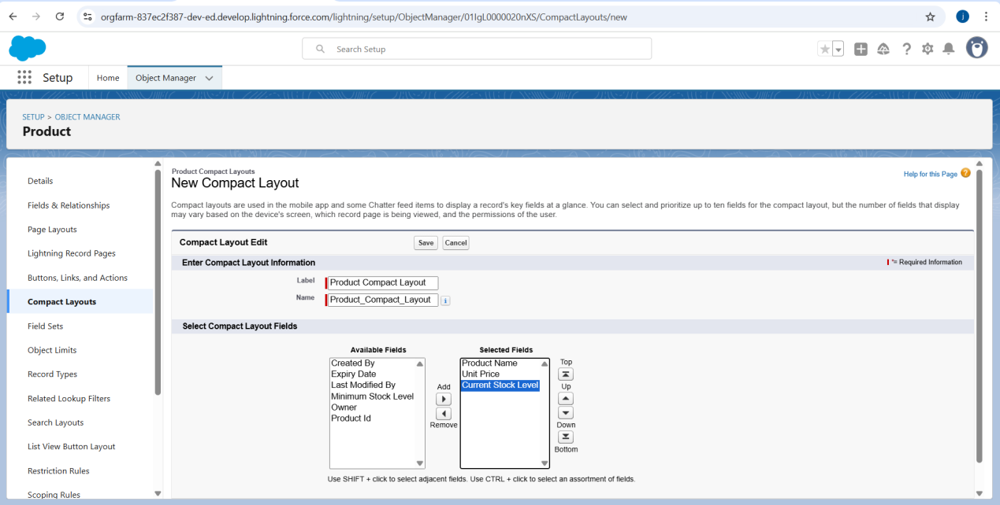 orgfarm-837ec2f387-dev-ed.develop.lightning.force.com/lightning/setup/ObjectManager/01IgL0000020nXS/CompactLayouts/new
j
Search Setup
Setup
Home
Object Manager
SETUP > OBJECT MANAGER
Product
Details
Fields & Relationships
Page Layouts
Lightning Record Pages
Buttons, Links, and Actions
Compact Layouts
Field Sets
Object Limits
Record Types
Related Lookup Filters
Search Layouts
List View Button Layout
Restriction Rules
Scoping Rules
Product Compact Layouts
New Compact Layout
Help for this Page ?
Compact layouts are used in the mobile app and some Chatter feed items to display a record's key fields at a glance. You can select and prioritize up to ten fields for the compact layout, but the number of fields that display
may vary based on the device's screen, which record page is being viewed, and the permissions of the user.
Compact Layout Edit
Save
Cancel
Enter Compact Layout Information
*= Required Information
Label
Product Compact Layout
Name
Product_Compact_Layout
i
Select Compact Layout Fields
Available Fields
Created By
Expiry Date
Last Modified By
Minimum Stock Level
Owner
Product Id
Add
Remove
Selected Fields
Product Name
Unit Price
Current Stock Level
Top
Up
Down
Bottom
Use SHIFT + click to select adjacent fields. Use CTRL + click to select an assortment of fields.